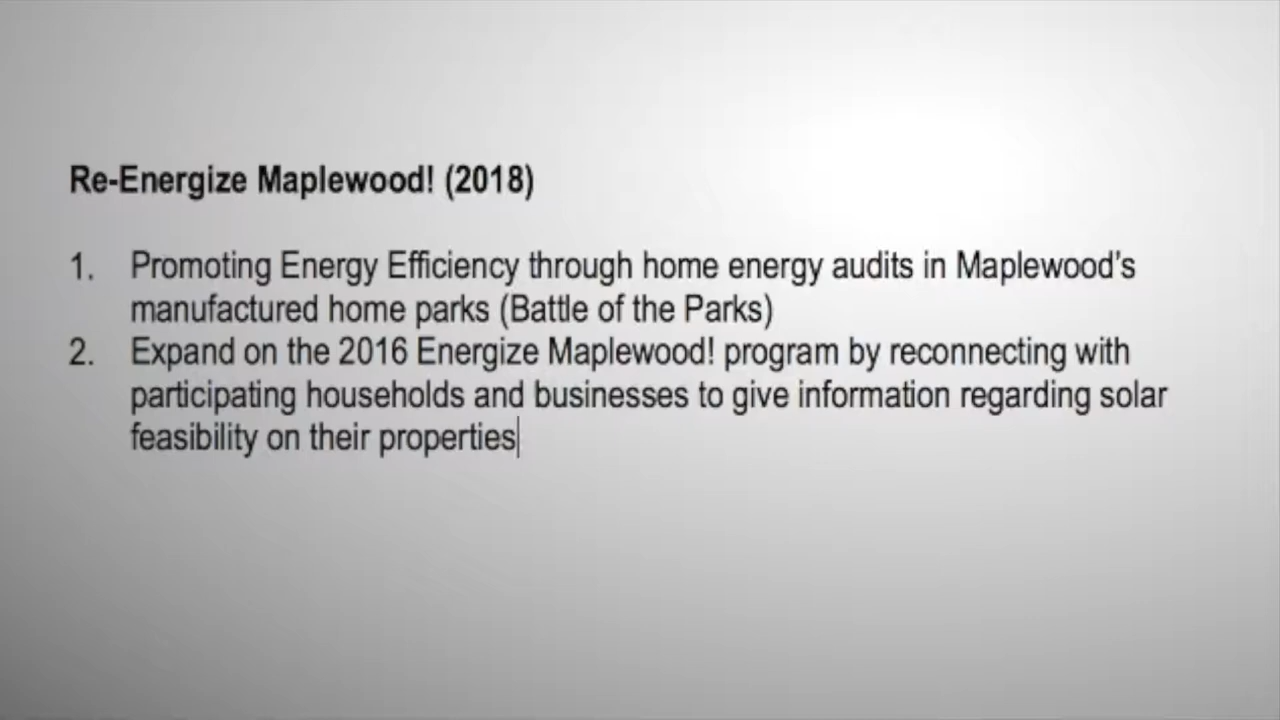 Re-Energize Maplewood! (2018)
1. Promoting Energy Efficiency through home energy audits in Maplewood's
manufactured home parks (Battle of the Parks)
2. Expand on the 2016 Energize Maplewood! program by reconnecting with
participating households and businesses to give information regarding solar
feasibility on their properties